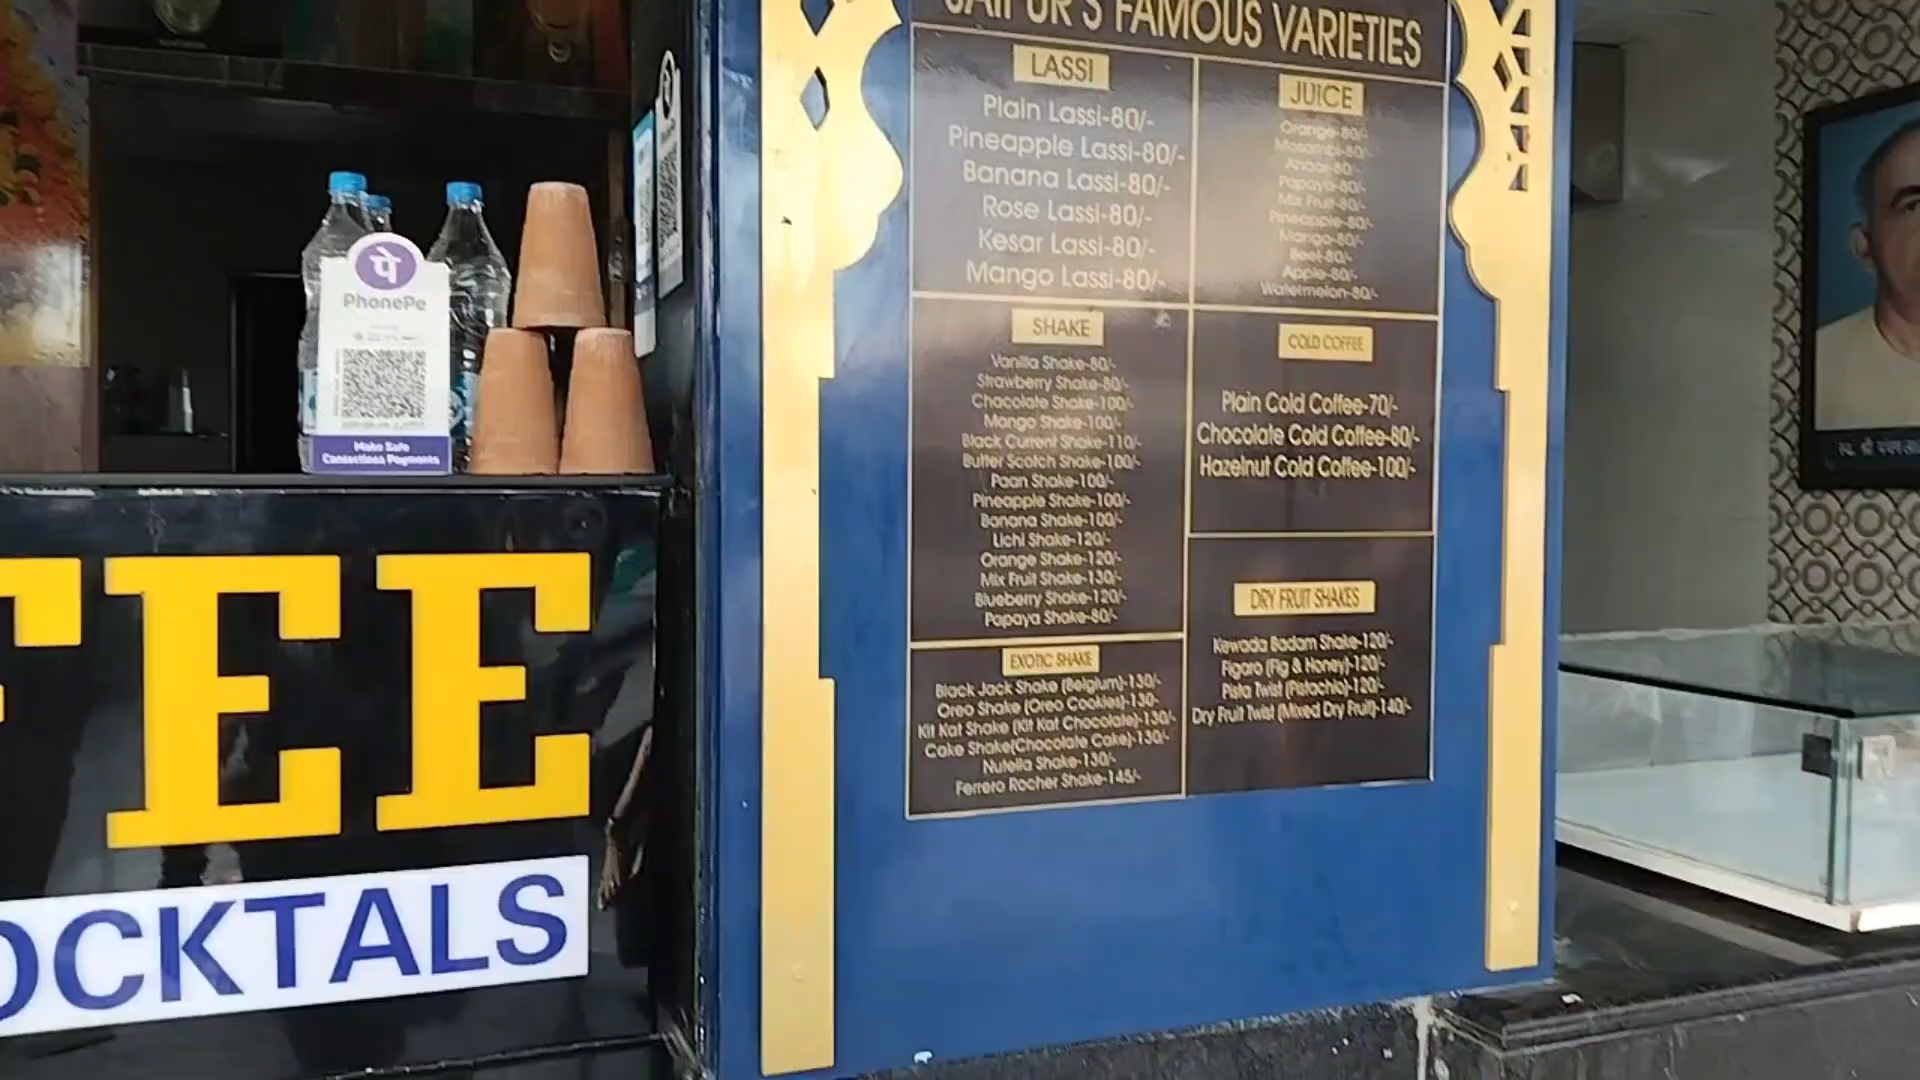 पे
PhonePe
Make Safe
Contactless Payments
EE
OCKTALS
JAIPUR'S FAMOUS VARIETIES
LASSI
Plain Lassi-80/-
Pineapple Lassi-80/-
Banana Lassi-80/-
Rose Lassi-80/-
Kesar Lassi-80/-
Mango Lassi-80/-
JUICE
Orange-80/-
Mosambi-80/-
Anaar-80/-
Papaya-80/-
Mix Fruit-80/-
Pineapple-80/-
Mango-80/-
Beet-80/-
Apple-80/-
Watermelon-80/-
SHAKE
Vanilla Shake-80/-
Strawberry Shake-80/-
Chacolate Shake-100/-
Mango Shake-100/-
Black Current Shake-110/-
Butter Scotch Shake-100/-
Paan Shake-100/-
Pineapple Shake-100/-
Banana Shake-100/-
Lichi Shake-120/-
Orange Shake-120/-
Mix Fruit Shake-130/-
Blueberry Shake-120/-
Papaya Shake-80/-
COLD COFFEE
Plain Cold Coffee-70/-
Chocolate Cold Coffee-80/-
Hazelnut Cold Coffee-100/-
EXOTIC SHAKE
Black Jack Shake (Belgium)-130/-
Oreo Shake (Oreo Cookies)-130-
Kit Kat Shake (Kit Kat Chocolate)-130/-
Cake Shake(Chocolate Cake)-130/-
Nutella Shake-130/-
Ferrero Rocher Shake-145/-
DRY FRUIT SHAKES
Kewada Badam Shake-120/-
Figaro (Fig & Honey)-120/-
Pista Twist (Pistachio)-120/-
Dry Fruit Twist (Mixed Dry Fruit)-140/-
स्व. श्री